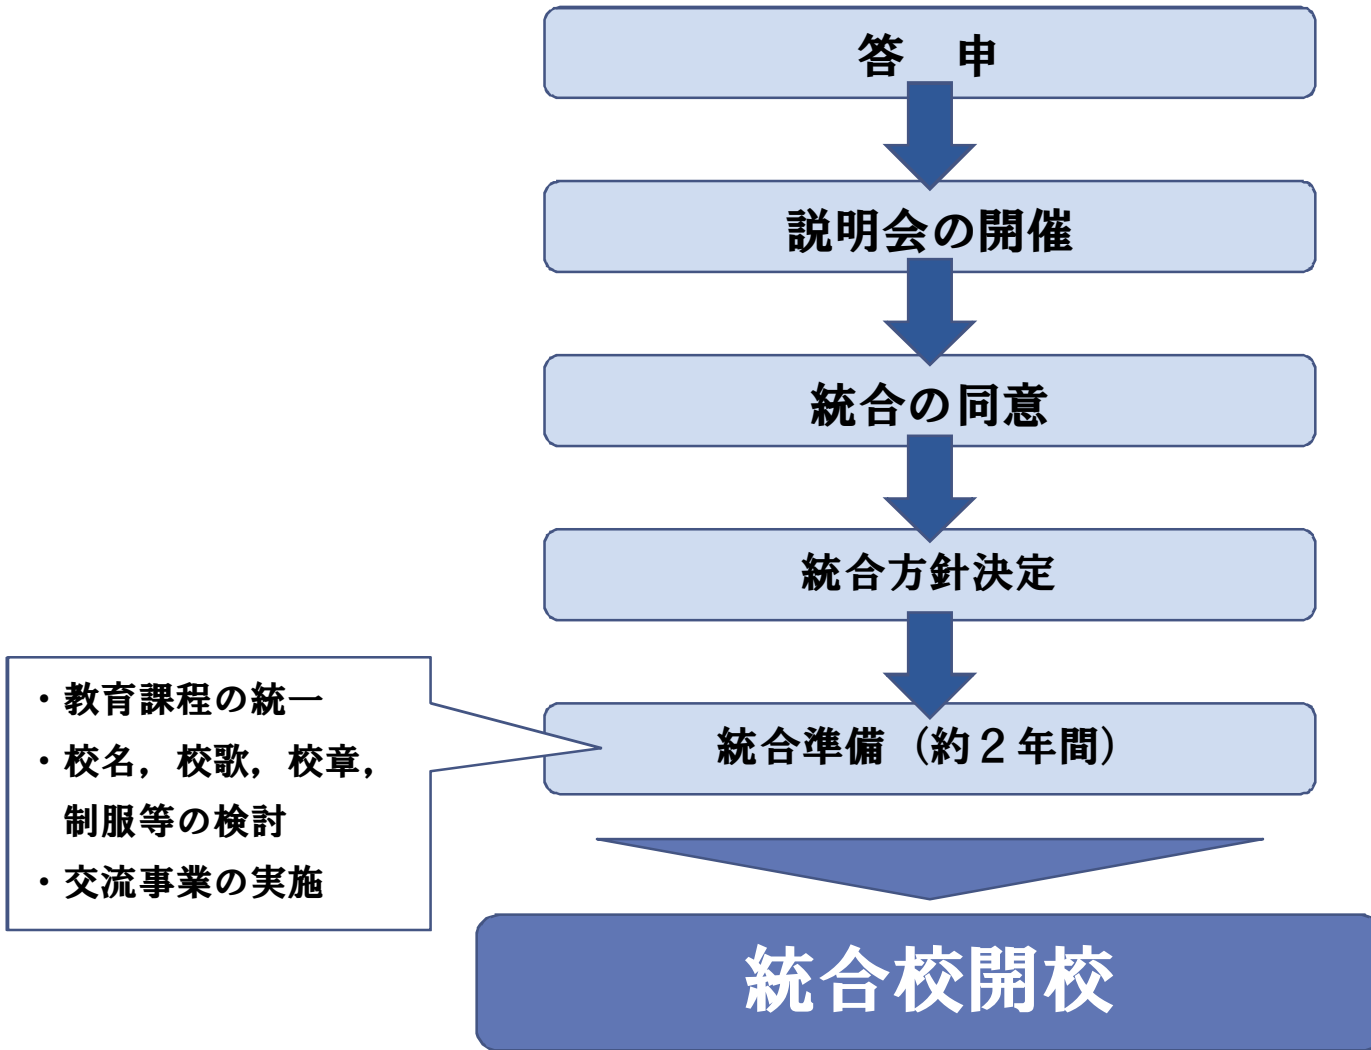 答　申
説明会の開催
統合の同意
統合方針決定
・教育課程の統一
・校名，校歌，校章，
制服等の検討
・交流事業の実施
統合準備（約２年間）
統合校開校